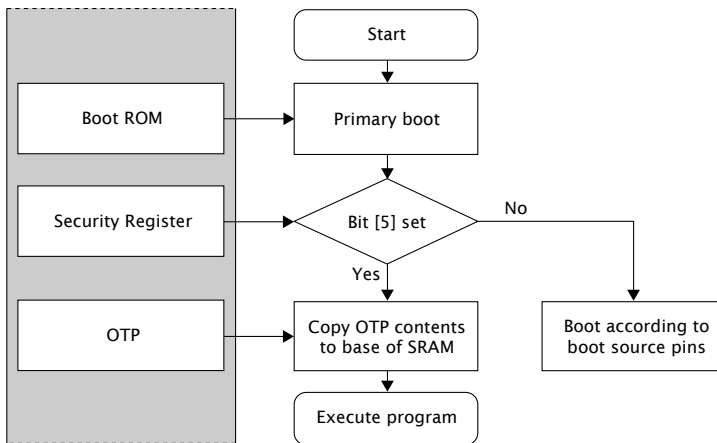 Start
Boot ROM
Primary boot
Security Register
Bit [5] set
No
Yes
OTP
Copy OTP contents
to base of SRAM
Boot according to
boot source pins
Execute program